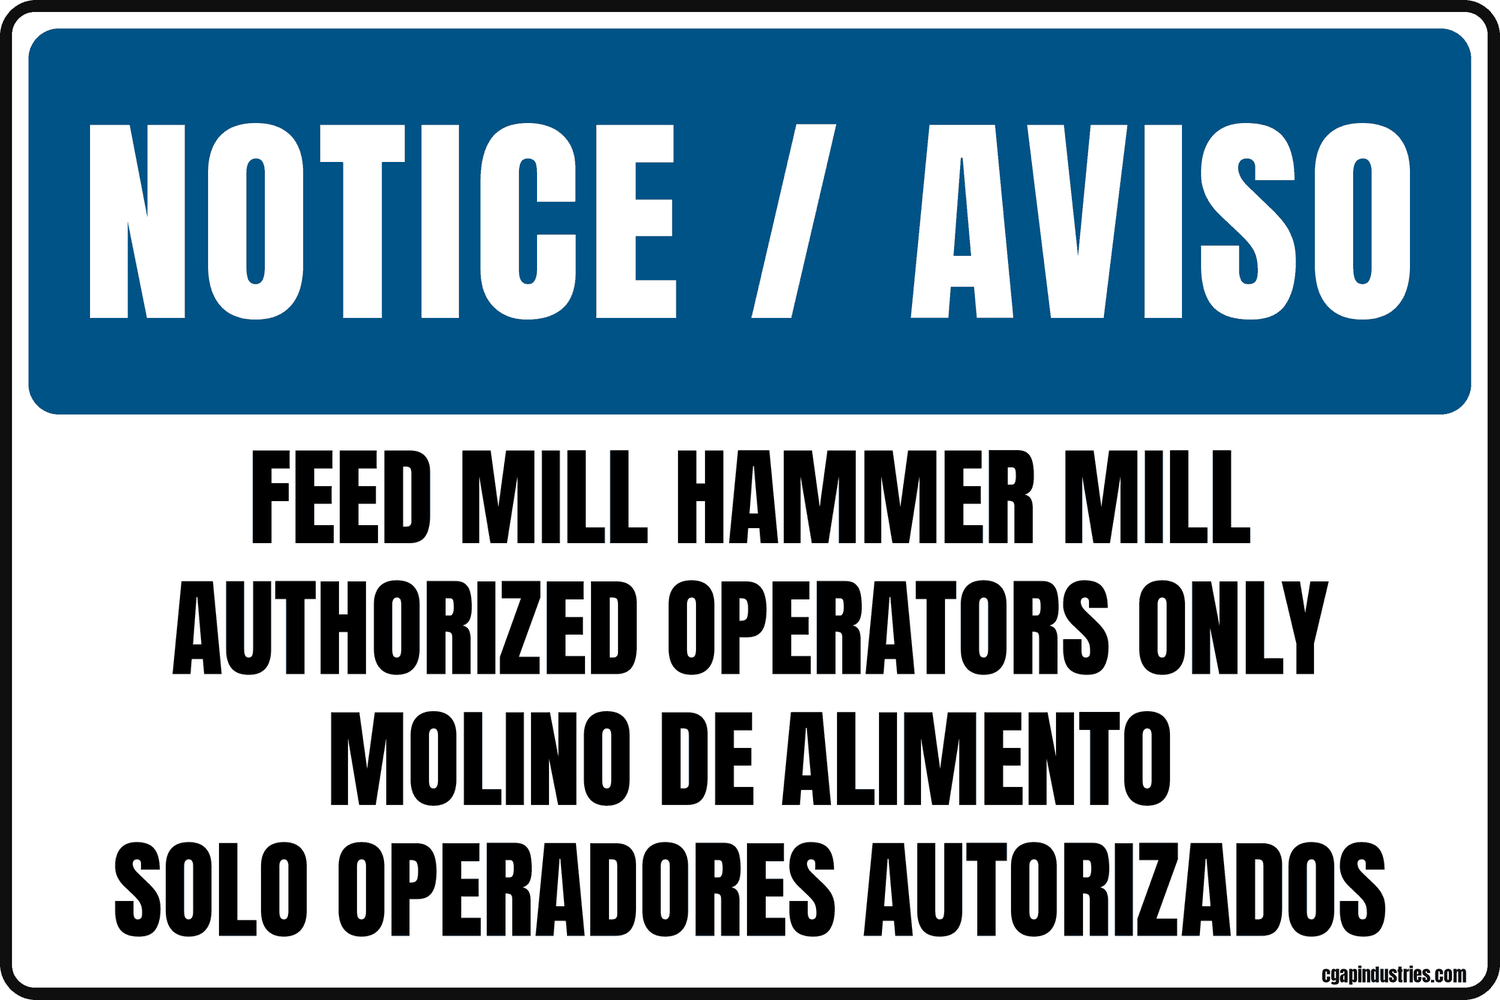 NOTICE / AVISO
FEED MILL HAMMER MILL
AUTHORIZED OPERATORS ONLY
MOLINO DE ALIMENTO
SOLO OPERADORES AUTORIZADOS
cgapindustries.com